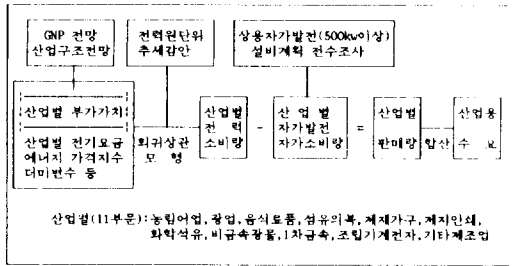 GNP 전망
산업구조전망
전력원단위
추세감안
상용자가발전(500kw이상)
설비계획 전수조사
산업별 부가가치
산업별 전기요금
에너지 가격지수
더미변수 등
회귀상관
모 형
산업별
전 력
소비량
-
산 업 별
자가발전
자가소비량
=
산업별
판매량
합산
산업용
수 요
산업별(11부문):농림어업,광업,음식료품,섬유의복,제재가구,제지인쇄,
화학석유,비금속광물,1차금속,조립기계전자,기타제조업